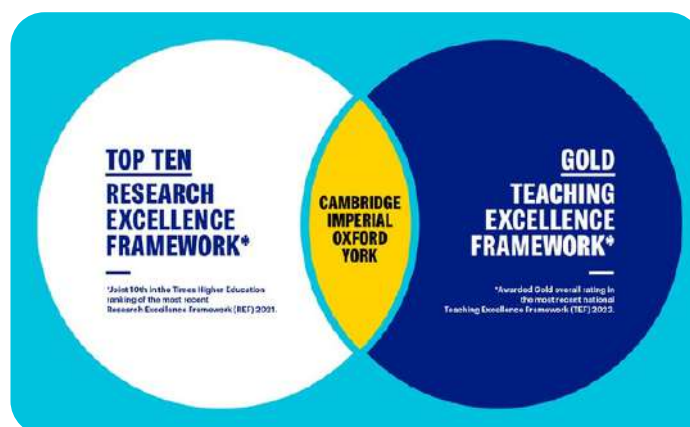 TOP TEN
RESEARCH
EXCELLENCE
FRAMEWORK*
*Joint 10th in the Times Higher Education
ranking of the most recent
Research Excellence Framework (REF) 2021.
CAMBRIDGE
IMPERIAL
OXFORD
YORK
GOLD
TEACHING
EXCELLENCE
FRAMEWORK*
*Awarded Gold overall rating in
the most recent national
Teaching Excellence Framework (TEF) 2023.